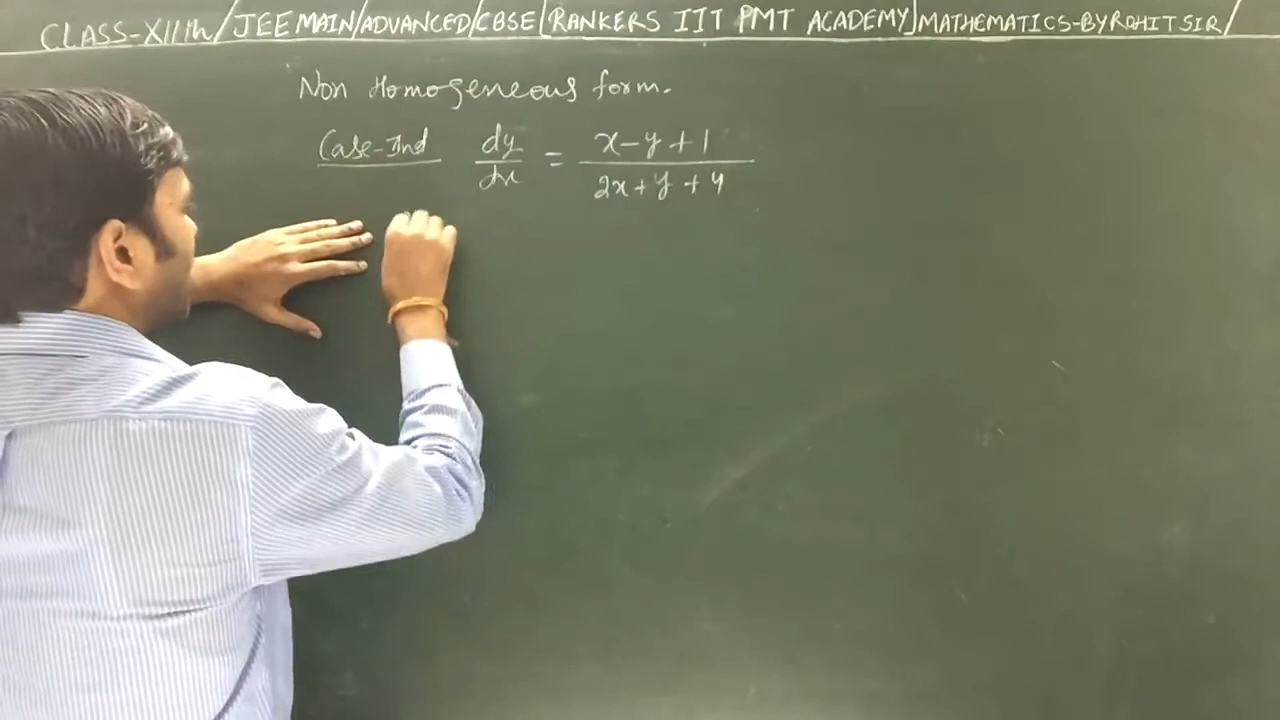 CLASS-XIIth/JEE MAIN/ADVANCED/CBSE[RANKERS IIT PMT ACADEMY]MATHEMATICS-BY ROHIT SIR/
Non Homogeneous form.
Case-IInd dy/dx = (x-y+1)/(2x+y+4)